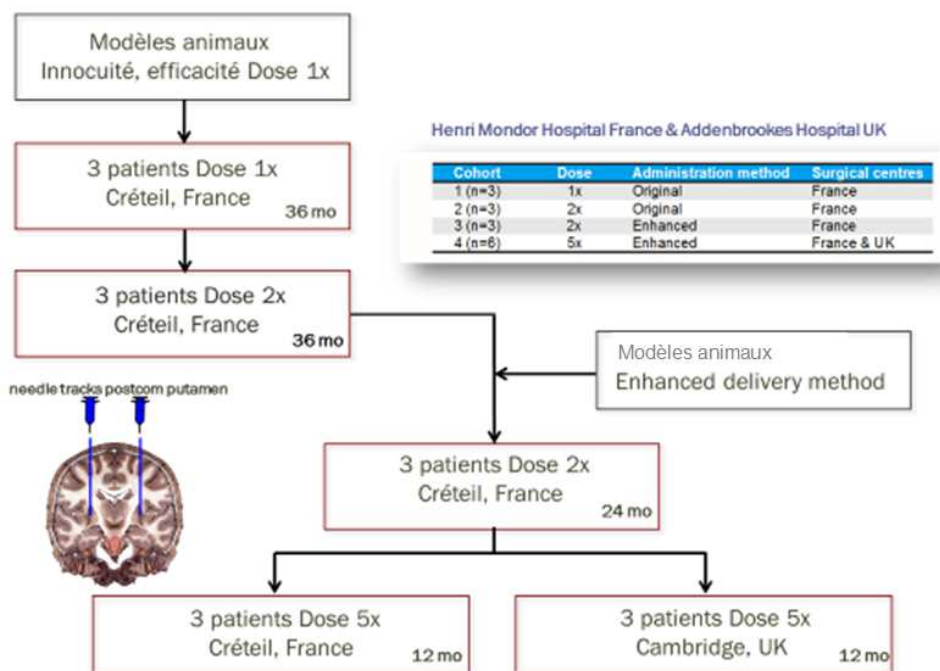 Modèles animaux
Innocuité, efficacité Dose 1x
Henri Mondor Hospital France & Addenbrookes Hospital UK
Cohort Dose Administration method Surgical centres
1 (n=3) 1x Original France
2 (n=3) 2x Original France
3 (n=3) 2x Enhanced France
4 (n=6) 5x Enhanced France & UK
3 patients Dose 1x
Créteil, France
36 mo
3 patients Dose 2x
Créteil, France
36 mo
Modèles animaux
Enhanced delivery method
needle tracks postcom putamen
3 patients Dose 2x
Créteil, France
24 mo
3 patients Dose 5x
Créteil, France
12 mo
3 patients Dose 5x
Cambridge, UK
12 mo